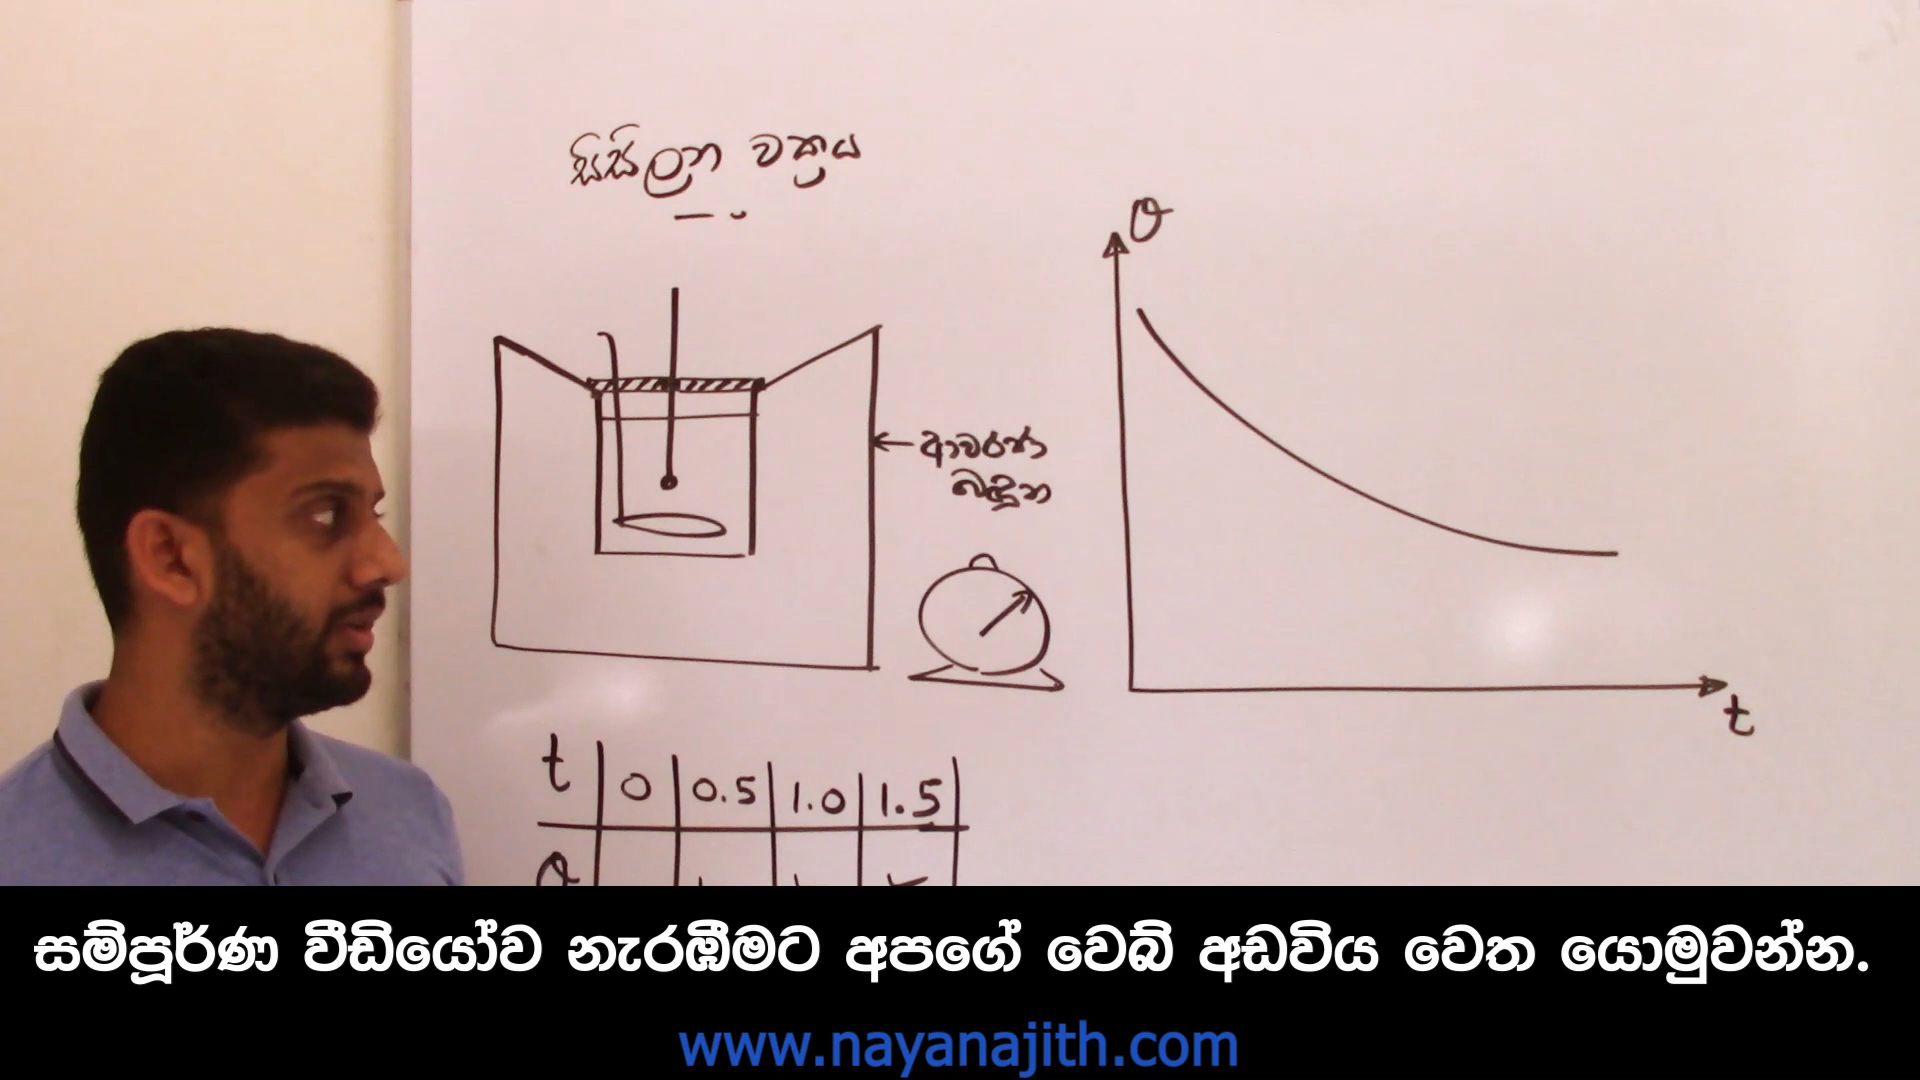 සිසිලන වක්‍රය
θ
ආවරණ
බඳුන
t
t 0 0.5 1.0 1.5
θ
සම්පූර්ණ වීඩියෝව නැරඹීමට අපගේ වෙබ් අඩවිය වෙත යොමුවන්න.
www.nayanajith.com